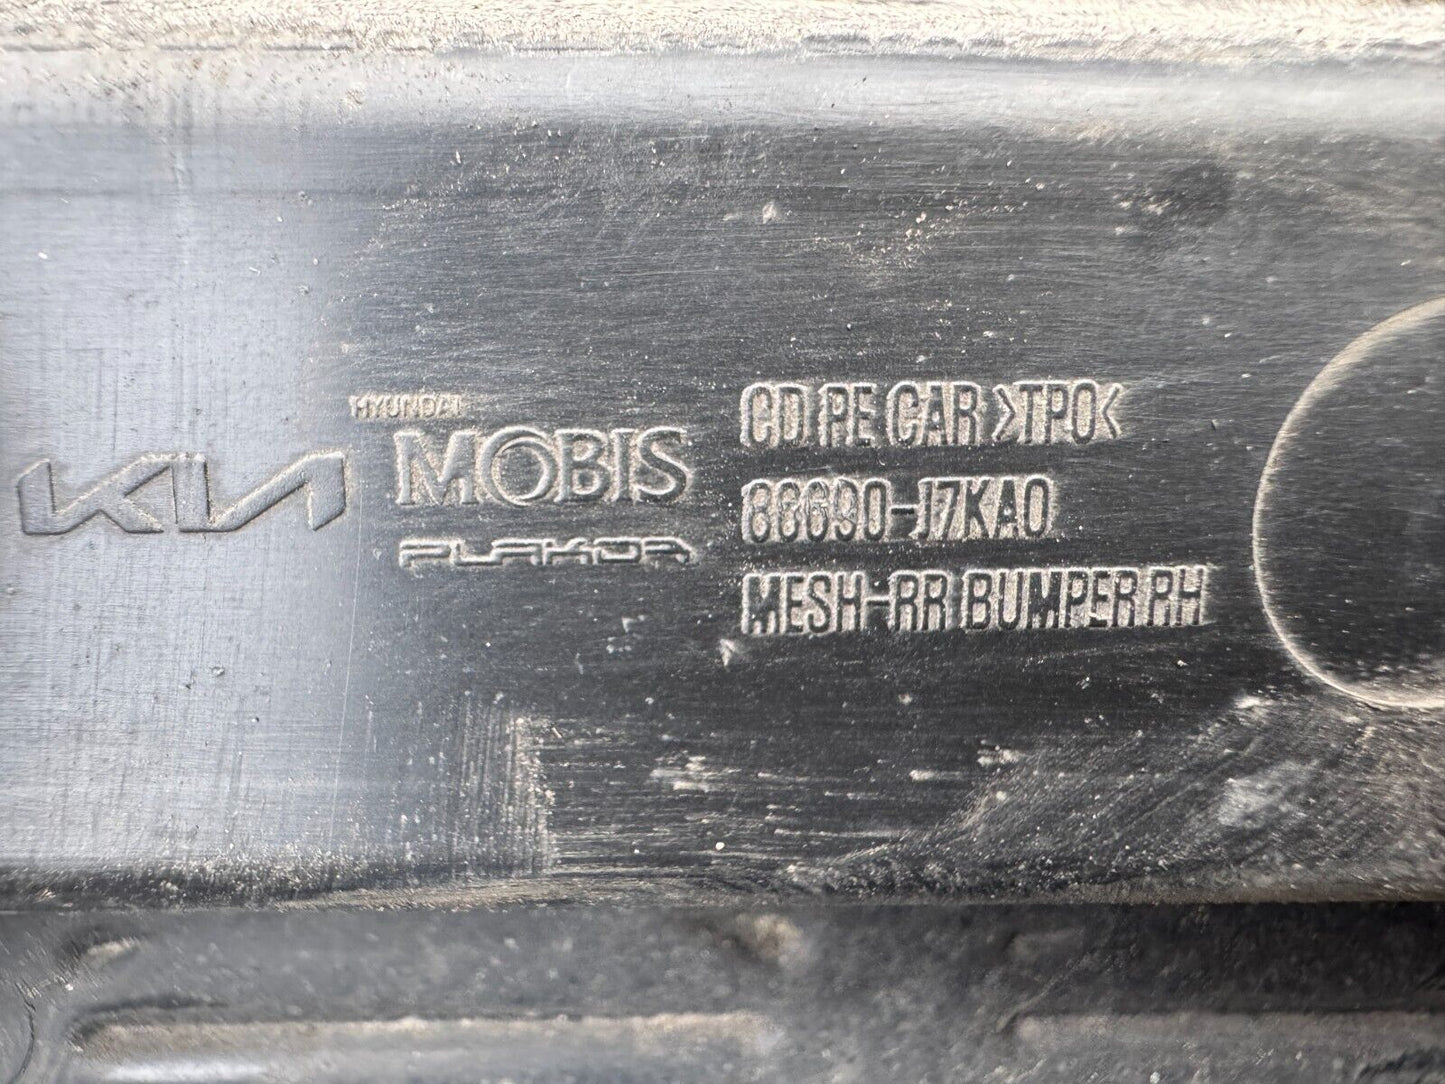 KIA
HYUNDAI
MOBIS
PLAKOR
CD PE CAR >TPO<
86690-J7KA0
MESH-RR BUMPER RH